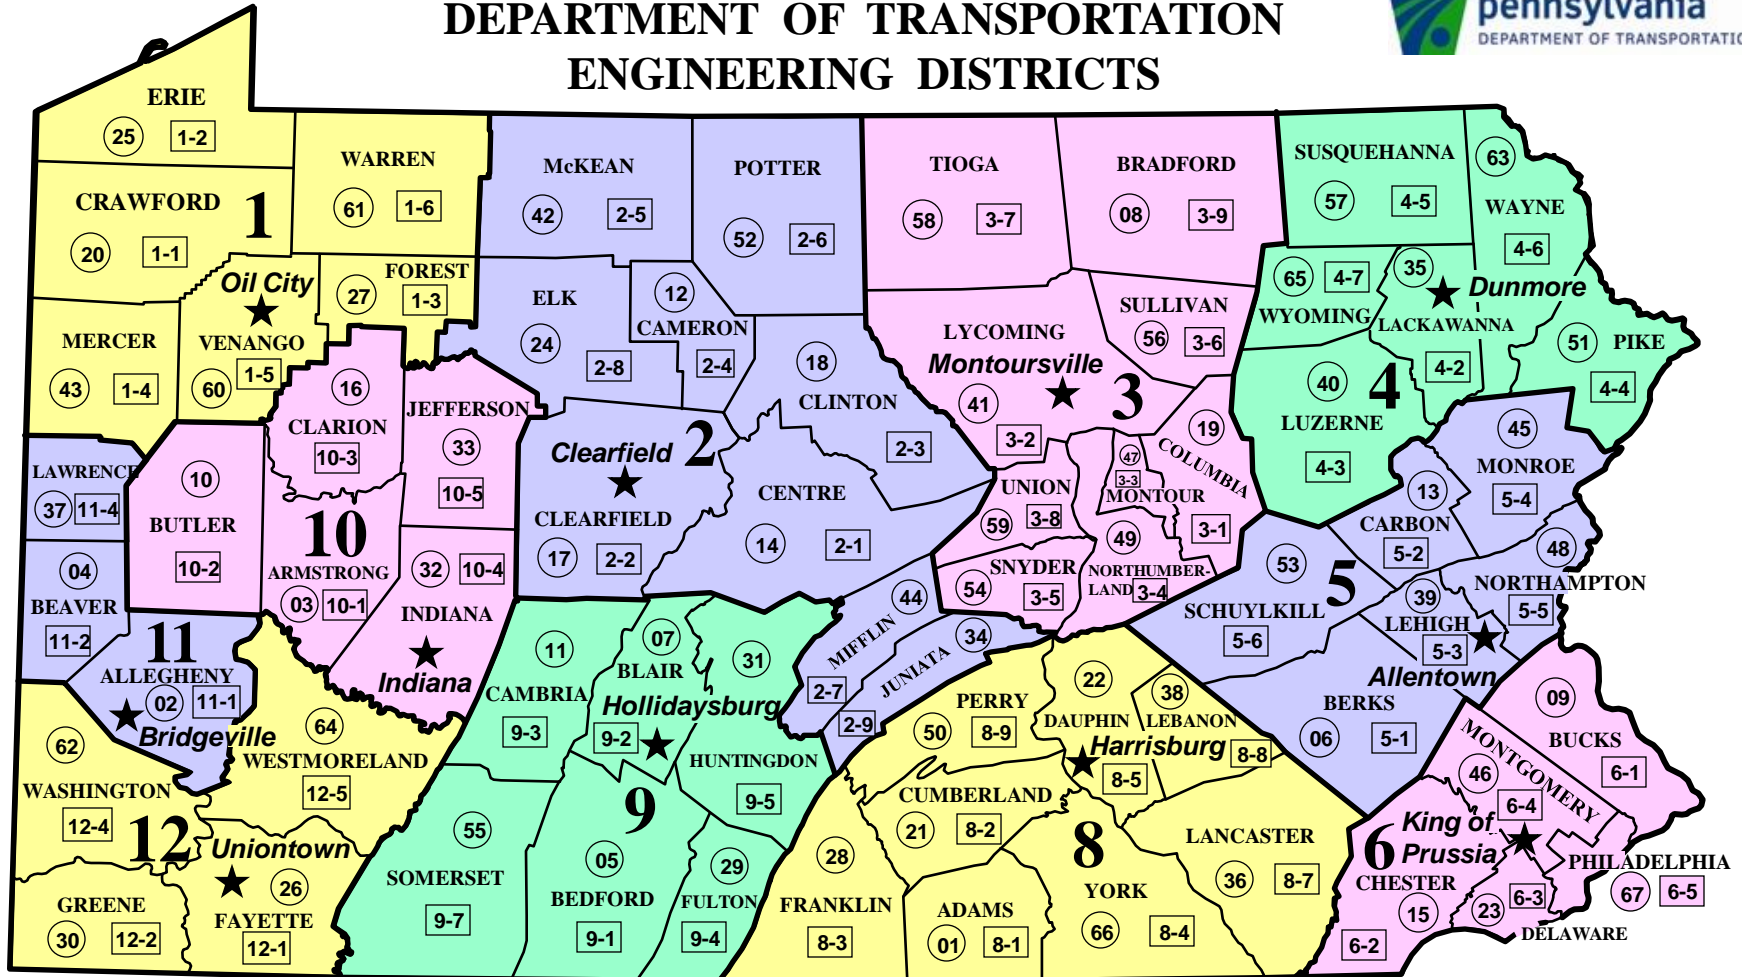 DEPARTMENT OF TRANSPORTATION
ENGINEERING DISTRICTS
pennsylvania
DEPARTMENT OF TRANSPORTATIO
1
ERIE
25 1-2
CRAWFORD
20 1-1
WARREN
61 1-6
Oil City
FOREST
27 1-3
MERCER
43 1-4
VENANGO
60 1-5
2
McKEAN
42 2-5
POTTER
52 2-6
ELK
24 2-8
12
CAMERON
2-4
18
CLINTON
2-3
Clearfield
CLEARFIELD
17 2-2
CENTRE
14 2-1
44
MIFFLIN
2-7
34
JUNIATA
2-9
3
TIOGA
58 3-7
BRADFORD
08 3-9
LYCOMING
Montoursville
41 3-2
SULLIVAN
56 3-6
19
COLUMBIA
3-1
47
3-3
MONTOUR
UNION
59 3-8
49
NORTHUMBER-
LAND 3-4
SNYDER
54 3-5
4
SUSQUEHANNA
57 4-5
63
WAYNE
4-6
65 4-7
WYOMING
35
Dunmore
LACKAWANNA
4-2
51 PIKE
4-4
40
LUZERNE
4-3
5
45
MONROE
5-4
13
CARBON
5-2
48
NORTHAMPTON
5-5
53
SCHUYLKILL
5-6
39
LEHIGH
5-3
Allentown
BERKS
06 5-1
6
09
BUCKS
6-1
MONTGOMERY
46
6-4
King of
Prussia
CHESTER
15
6-2
23 6-3
DELAWARE
PHILADELPHIA
67 6-5
8
22
DAUPHIN
Harrisburg
8-5
38
LEBANON
8-8
PERRY
50 8-9
CUMBERLAND
21 8-2
28
FRANKLIN
8-3
ADAMS
01 8-1
YORK
66 8-4
LANCASTER
36 8-7
9
11
CAMBRIA
9-3
07
BLAIR
Hollidaysburg
9-2
31
HUNTINGDON
9-5
55
SOMERSET
9-7
05
BEDFORD
9-1
29
FULTON
9-4
10
16
CLARION
10-3
JEFFERSON
33
10-5
10
BUTLER
10-2
ARMSTRONG
03 10-1
32 10-4
INDIANA
Indiana
11
LAWRENCE
37 11-4
04
BEAVER
11-2
ALLEGHENY
02 11-1
Bridgeville
12
62
WASHINGTON
12-4
64
WESTMORELAND
12-5
Uniontown
26
FAYETTE
12-1
GREENE
30 12-2